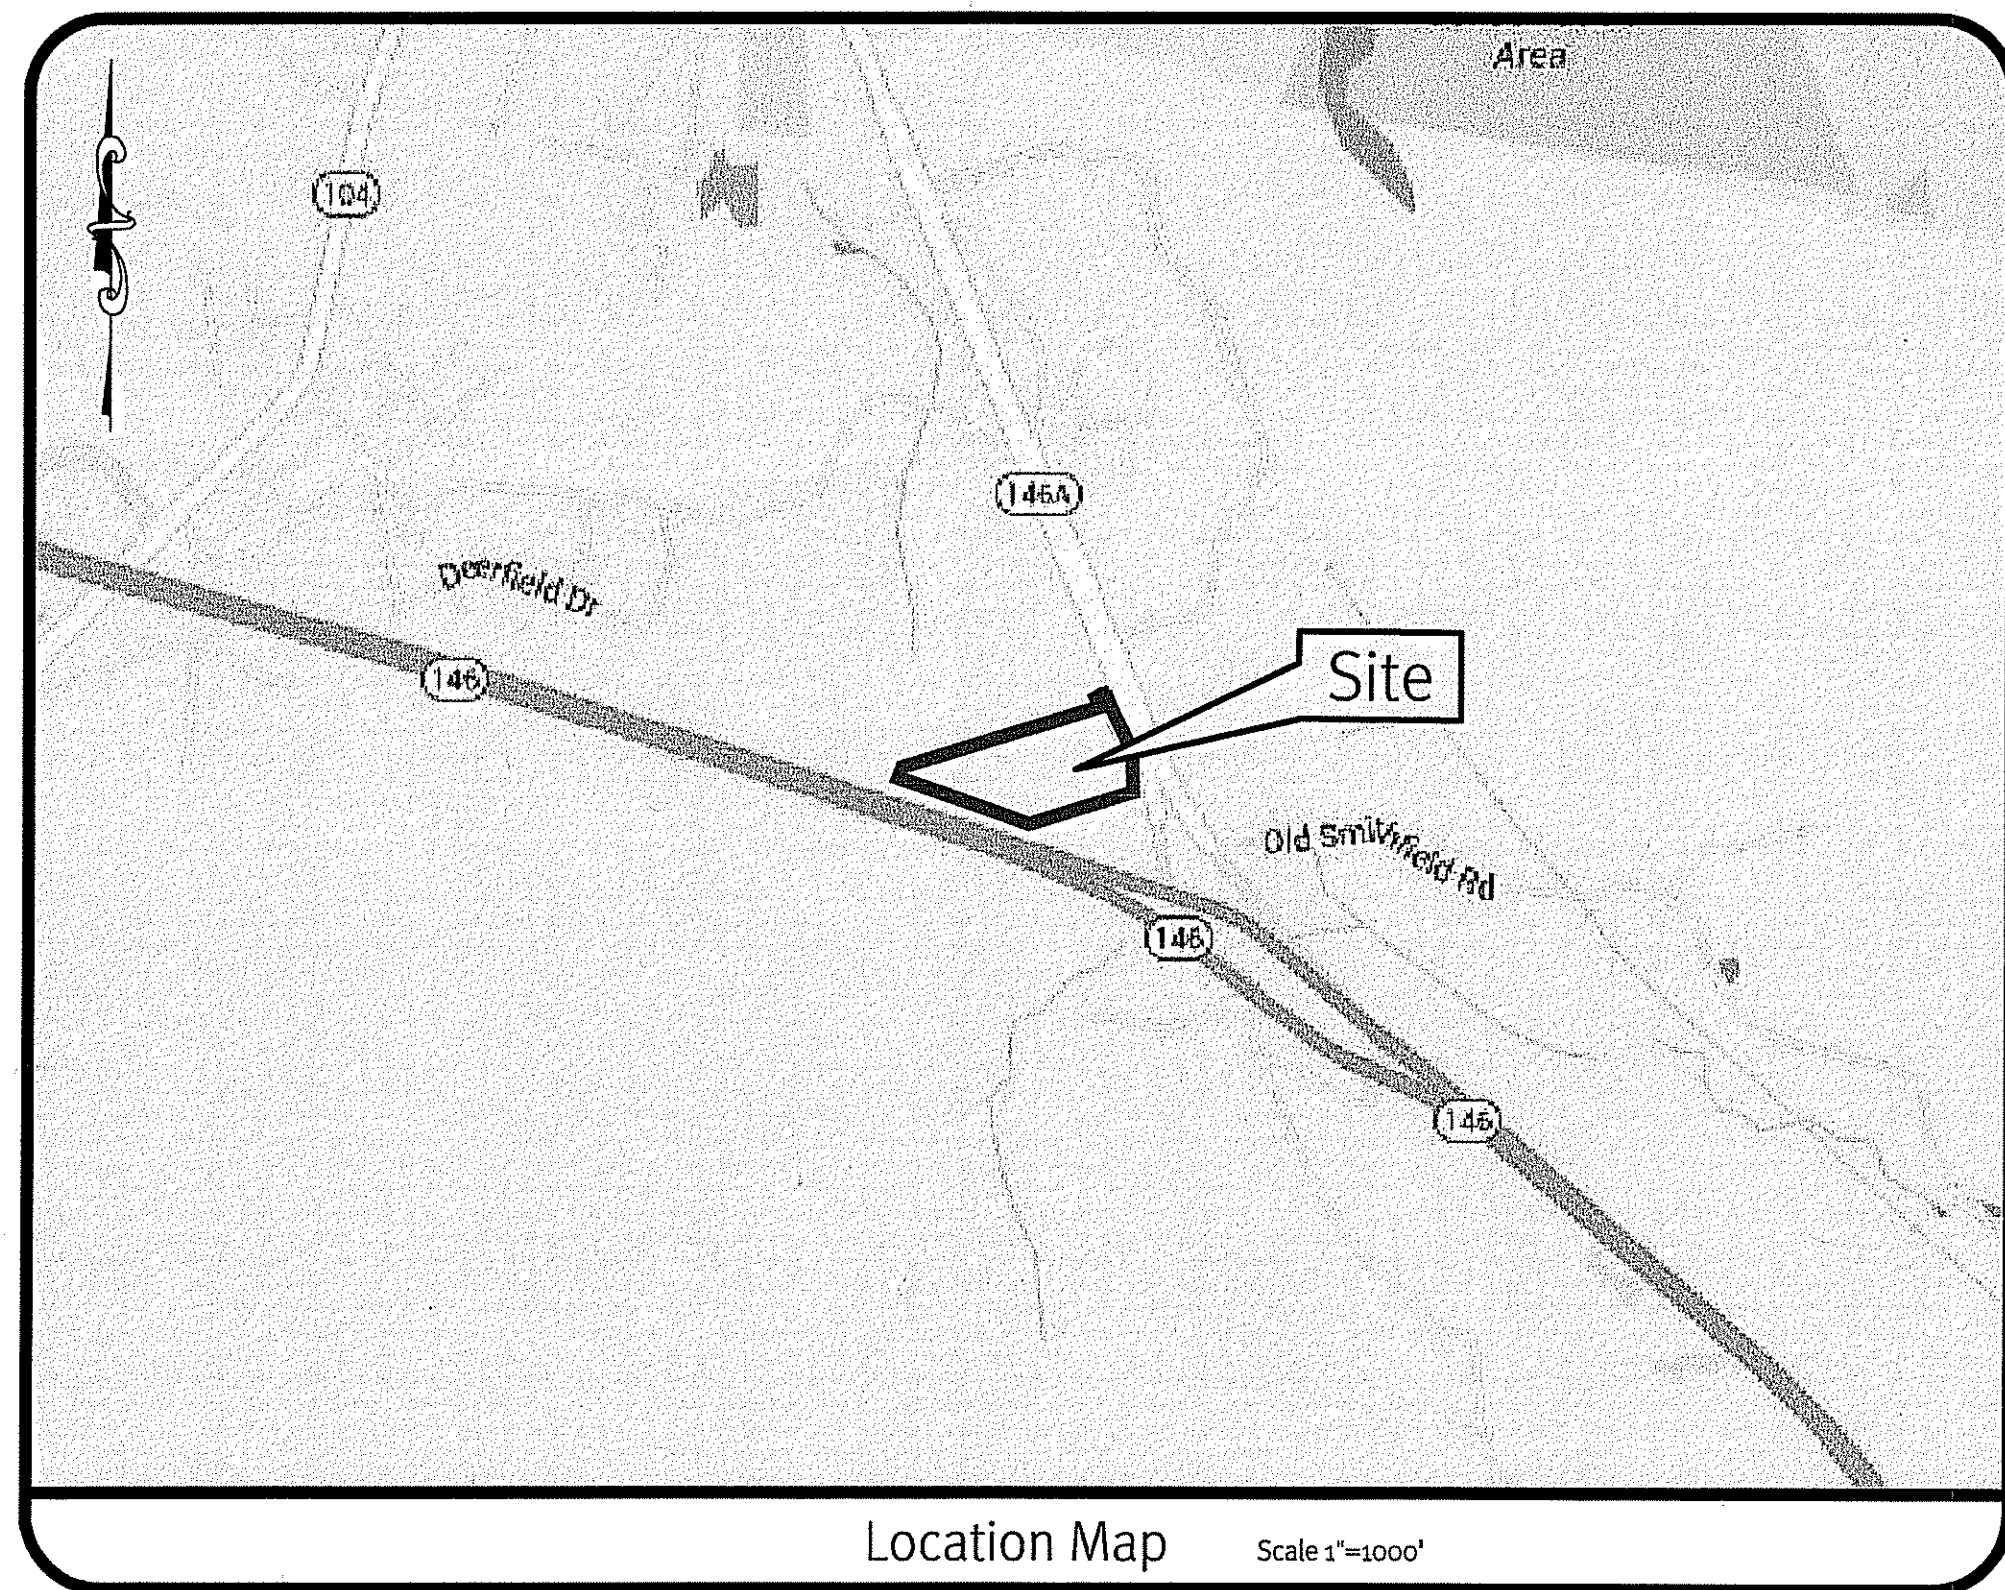 Area
104
146A
Deerfield Dr
146
Site
Old Smithfield Rd
146
146
Location Map Scale 1"=1000'